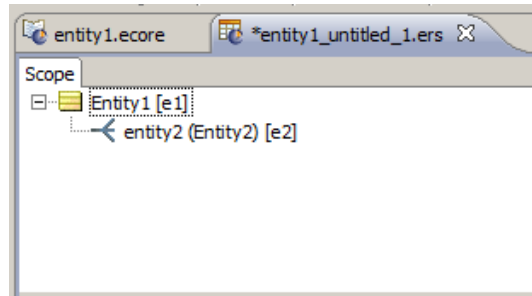 entity1.ecore *entity1_untitled_1.ers
Scope
Entity1 [e1]
entity2 (Entity2) [e2]